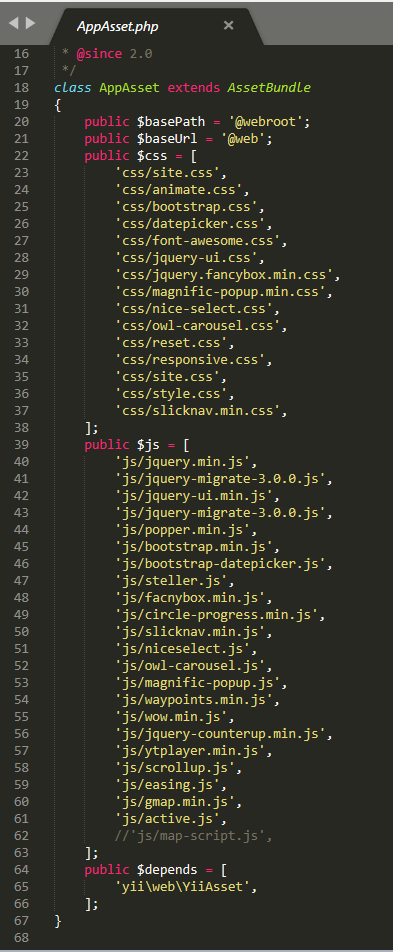 AppAsset.php ×
16 * @since 2.0
17 */
18 class AppAsset extends AssetBundle
19 {
20 public $basePath = '@webroot';
21 public $baseUrl = '@web';
22 public $css = [
23 'css/site.css',
24 'css/animate.css',
25 'css/bootstrap.css',
26 'css/datepicker.css',
27 'css/font-awesome.css',
28 'css/jquery-ui.css',
29 'css/jquery.fancybox.min.css',
30 'css/magnific-popup.min.css',
31 'css/nice-select.css',
32 'css/owl-carousel.css',
33 'css/reset.css',
34 'css/responsive.css',
35 'css/site.css',
36 'css/style.css',
37 'css/slicknav.min.css',
38 ];
39 public $js = [
40 'js/jquery.min.js',
41 'js/jquery-migrate-3.0.0.js',
42 'js/jquery-ui.min.js',
43 'js/jquery-migrate-3.0.0.js',
44 'js/popper.min.js',
45 'js/bootstrap.min.js',
46 'js/bootstrap-datepicker.js',
47 'js/steller.js',
48 'js/facnybox.min.js',
49 'js/circle-progress.min.js',
50 'js/slicknav.min.js',
51 'js/niceselect.js',
52 'js/owl-carousel.js',
53 'js/magnific-popup.js',
54 'js/waypoints.min.js',
55 'js/wow.min.js',
56 'js/jquery-counterup.min.js',
57 'js/ytplayer.min.js',
58 'js/scrollup.js',
59 'js/easing.js',
60 'js/gmap.min.js',
61 'js/active.js',
62 //'js/map-script.js',
63 ];
64 public $depends = [
65 'yii\web\YiiAsset',
66 ];
67 }
68